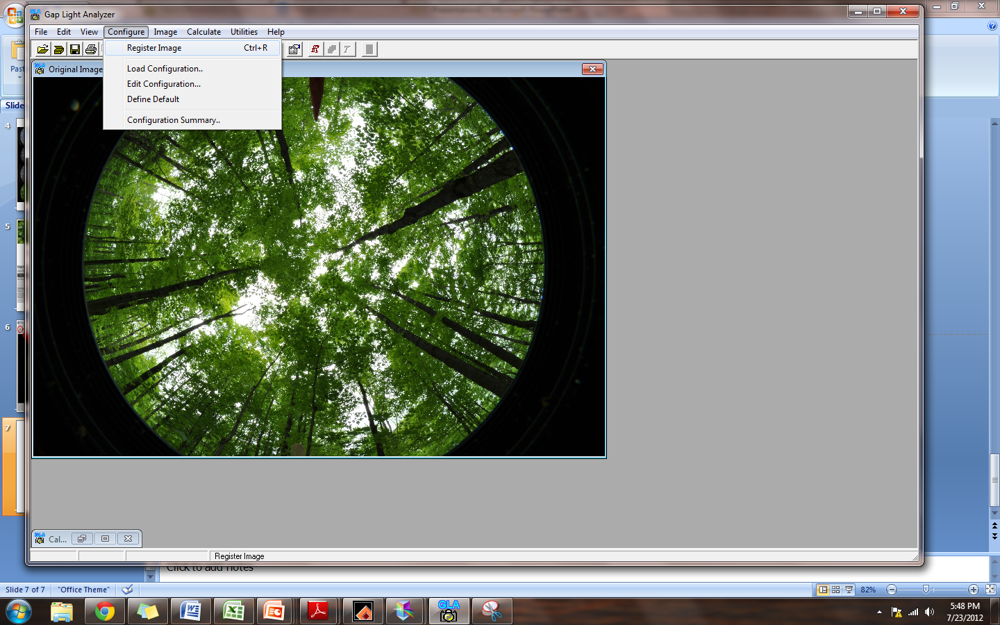 Gap Light Analyzer
File Edit View Configure Image Calculate Utilities Help
Register Image Ctrl+R
Load Configuration..
Edit Configuration...
Define Default
Configuration Summary..
Original Image
Past
Slide
4
5
6
7
Cal...
Register Image
Click to add notes
Slide 7 of 7 "Office Theme" 82%
GLA
5:48 PM
7/23/2012